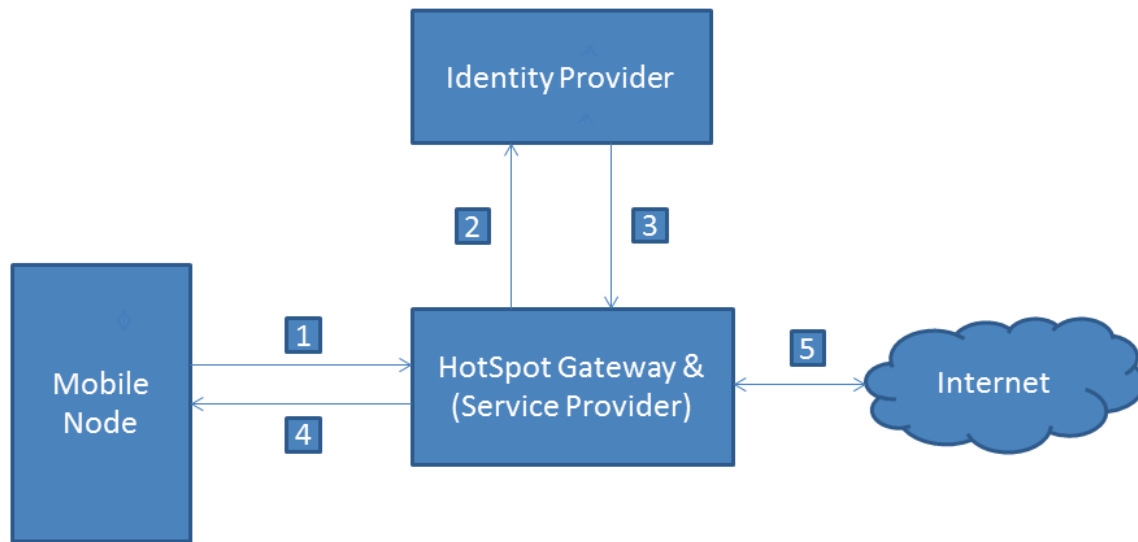 Identity Provider
2
3
1
Mobile
Node
4
HotSpot Gateway &
(Service Provider)
5
Internet